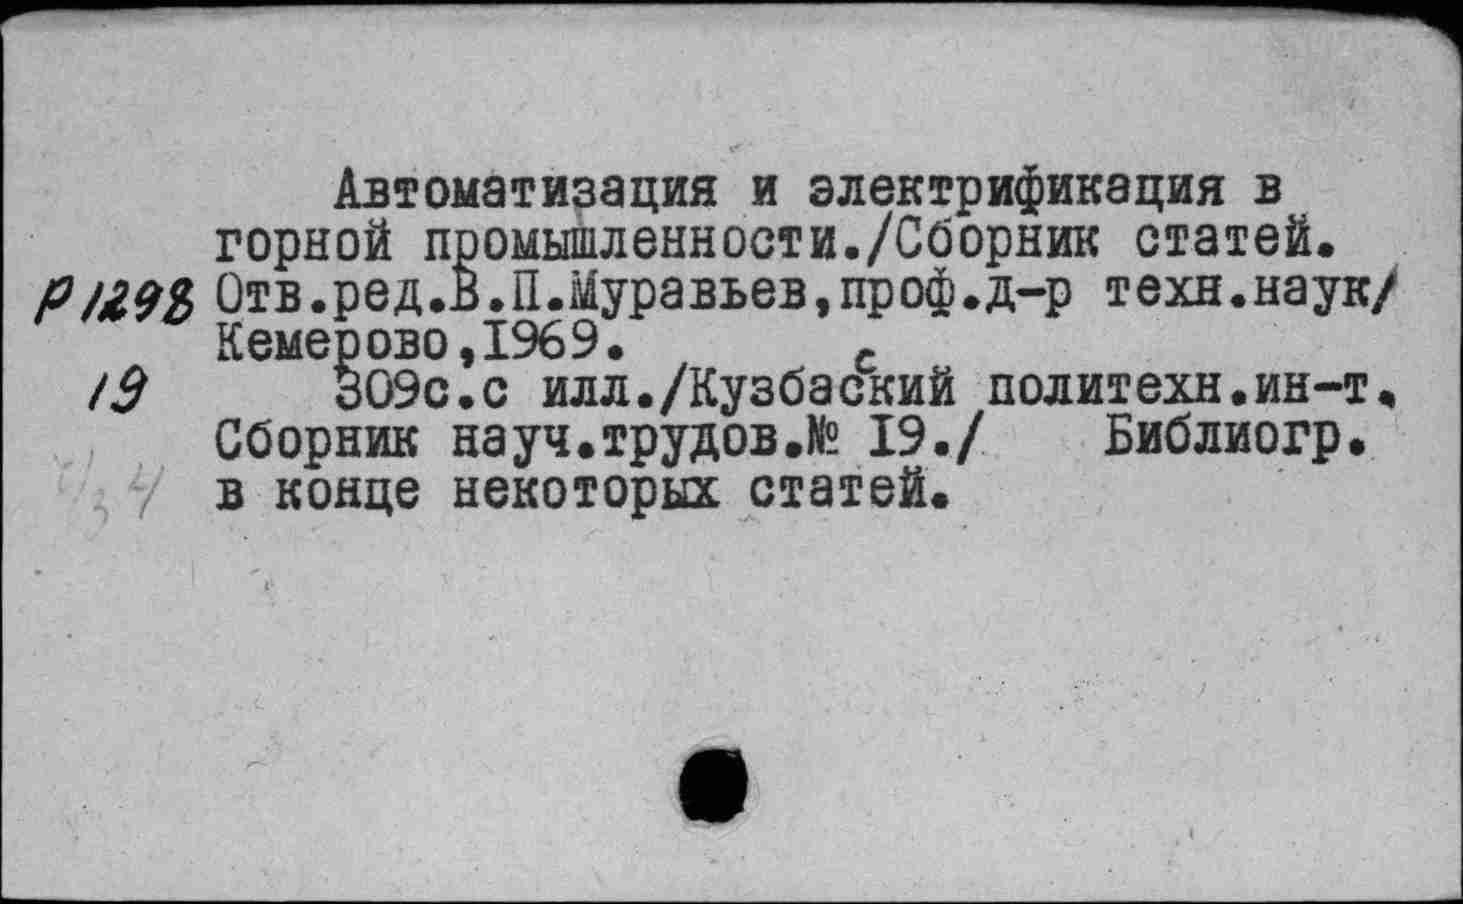 Автоматизация и электрификация в
горной промышленности./Сборник статей.
Р1298 Отв.ред.В.П.Муравьев,проф.д-р техн.наук/
Кемерово,1969.
19 309с.с илл./Кузбасский политехн.ин-т.
Сборник науч.трудов.№ 19./ Библиогр.
в конце некоторых статей.